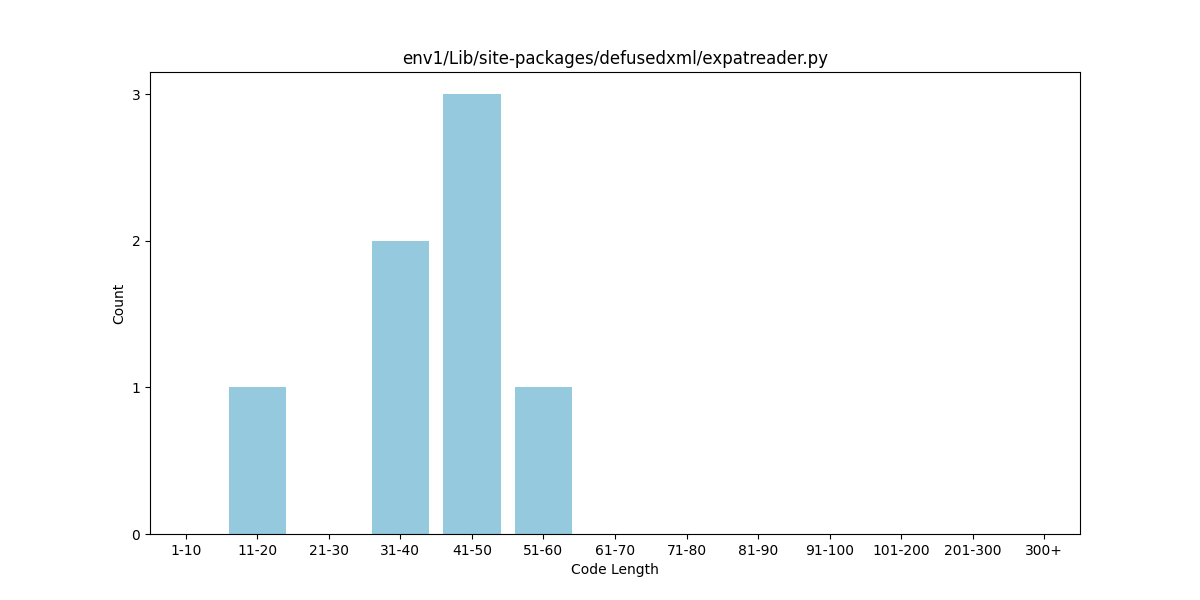 env1/Lib/site-packages/defusedxml/expatreader.py
3
2
1
0
Count
1-10 11-20 21-30 31-40 41-50 51-60 61-70 71-80 81-90 91-100 101-200 201-300 300+
Code Length